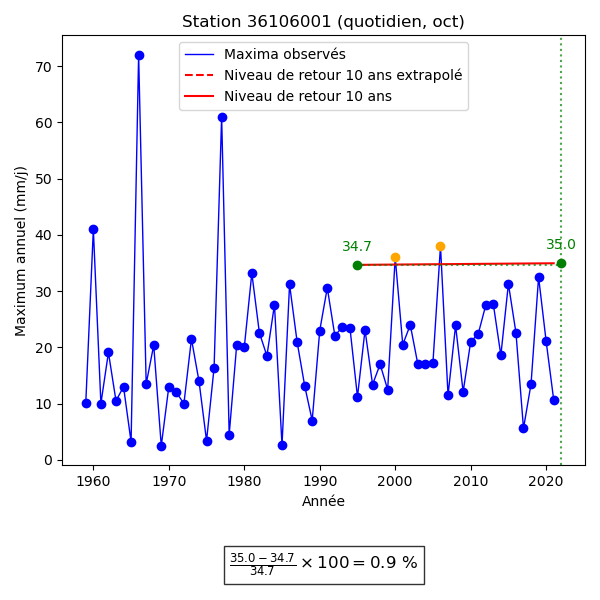 Station 36106001 (quotidien, oct)
Maxima observés
Niveau de retour 10 ans extrapolé
Niveau de retour 10 ans
Maximum annuel (mm/j)
70
60
50
40
30
20
10
0
34.7
35.0
1960 1970 1980 1990 2000 2010 2020
Année
35.0 − 34.7
34.7
× 100 = 0.9 %